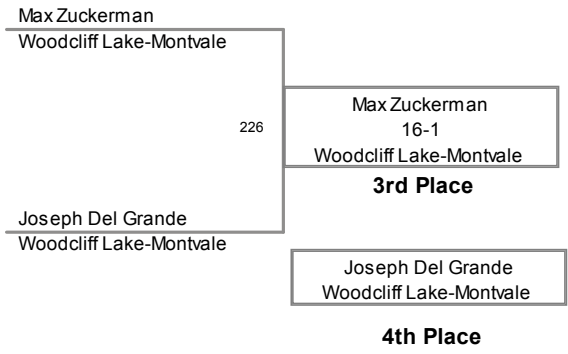 Max Zuckerman
Woodcliff Lake-Montvale
226
Max Zuckerman
16-1
Woodcliff Lake-Montvale
3rd Place
Joseph Del Grande
Woodcliff Lake-Montvale
Joseph Del Grande
Woodcliff Lake-Montvale
4th Place